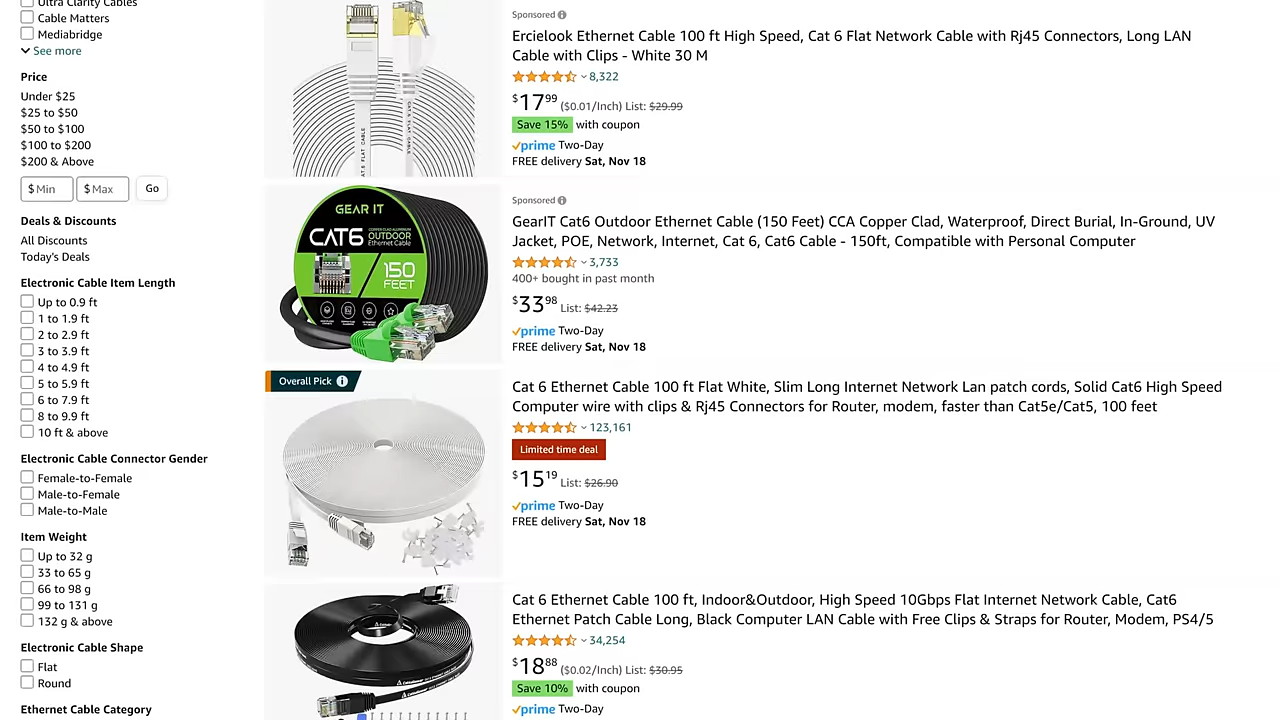 Ultra Clarity Cables
Cable Matters
Mediabridge
See more
Price
Under $25
$25 to $50
$50 to $100
$100 to $200
$200 & Above
$ Min
$ Max
Go
Deals & Discounts
All Discounts
Today's Deals
Electronic Cable Item Length
Up to 0.9 ft
1 to 1.9 ft
2 to 2.9 ft
3 to 3.9 ft
4 to 4.9 ft
5 to 5.9 ft
6 to 7.9 ft
8 to 9.9 ft
10 ft & above
Electronic Cable Connector Gender
Female-to-Female
Male-to-Female
Male-to-Male
Item Weight
Up to 32 g
33 to 65 g
66 to 98 g
99 to 131 g
132 g & above
Electronic Cable Shape
Flat
Round
Ethernet Cable Category
Sponsored
Ercielook Ethernet Cable 100 ft High Speed, Cat 6 Flat Network Cable with Rj45 Connectors, Long LAN
Cable with Clips - White 30 M
8,322
$17.99 ($0.01/Inch) List: $29.99
Save 15% with coupon
prime Two-Day
FREE delivery Sat, Nov 18
GEAR IT
CAT6
OUTDOOR
Ethernet Cable
150
FEET
Sponsored
GearIT Cat6 Outdoor Ethernet Cable (150 Feet) CCA Copper Clad, Waterproof, Direct Burial, In-Ground, UV
Jacket, POE, Network, Internet, Cat 6, Cat6 Cable - 150ft, Compatible with Personal Computer
3,733
400+ bought in past month
$33.98 List: $42.23
prime Two-Day
FREE delivery Sat, Nov 18
Overall Pick
Cat 6 Ethernet Cable 100 ft Flat White, Slim Long Internet Network Lan patch cords, Solid Cat6 High Speed
Computer wire with clips & Rj45 Connectors for Router, modem, faster than Cat5e/Cat5, 100 feet
123,161
Limited time deal
$15.19 List: $26.90
prime Two-Day
FREE delivery Sat, Nov 18
Cat 6 Ethernet Cable 100 ft, Indoor&Outdoor, High Speed 10Gbps Flat Internet Network Cable, Cat6
Ethernet Patch Cable Long, Black Computer LAN Cable with Free Clips & Straps for Router, Modem, PS4/5
34,254
$18.88 ($0.02/Inch) List: $30.95
Save 10% with coupon
prime Two-Day